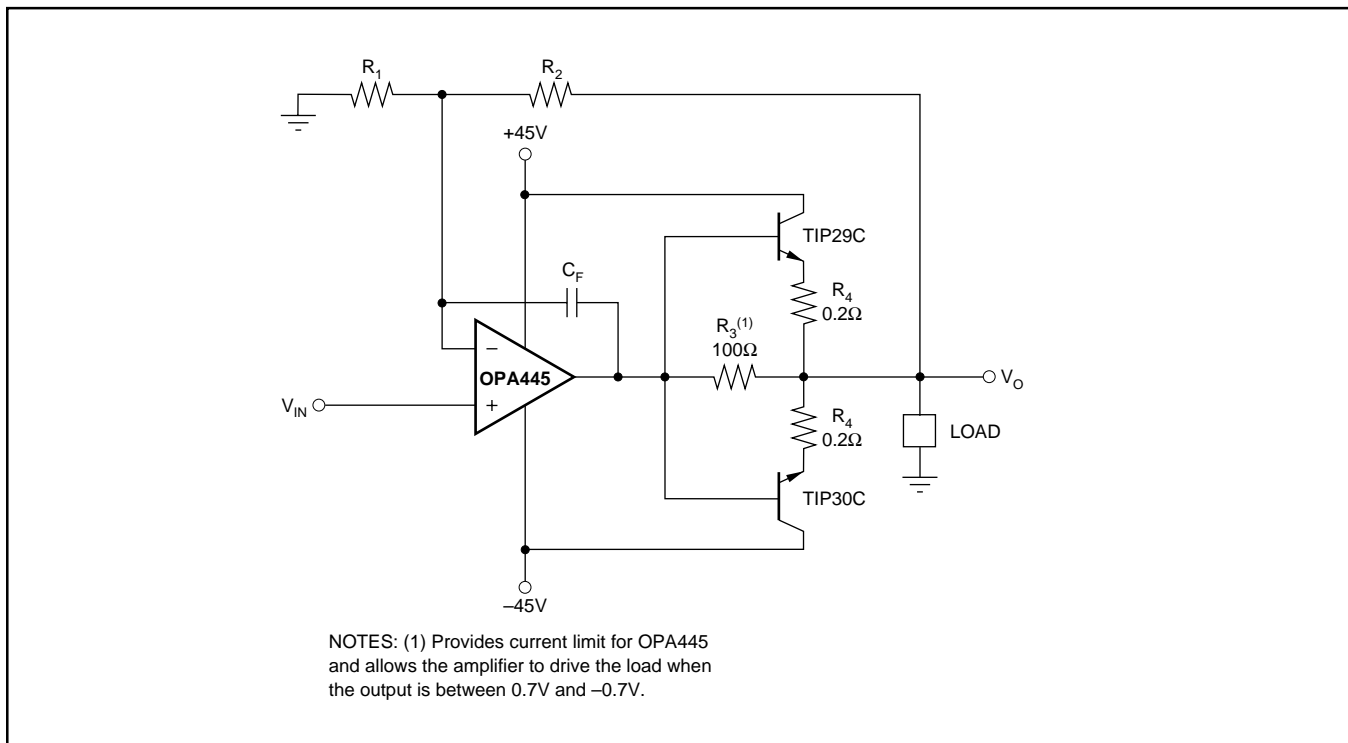 R1
R2
+45V
TIP29C
CF
R4
0.2Ω
R3(1)
100Ω
–
OPA445
+
VIN
VO
R4
0.2Ω
LOAD
TIP30C
–45V
NOTES: (1) Provides current limit for OPA445
and allows the amplifier to drive the load when
the output is between 0.7V and –0.7V.